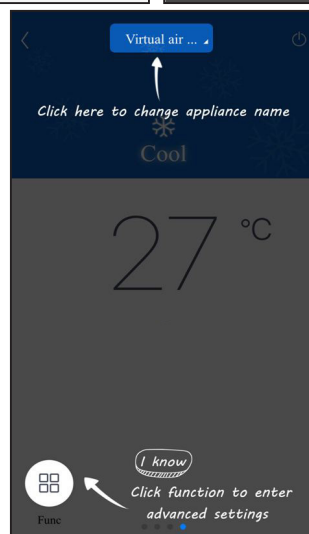 Virtual air ...
Click here to change appliance name
Cool
27 °C
I know
Click function to enter
advanced settings
Func